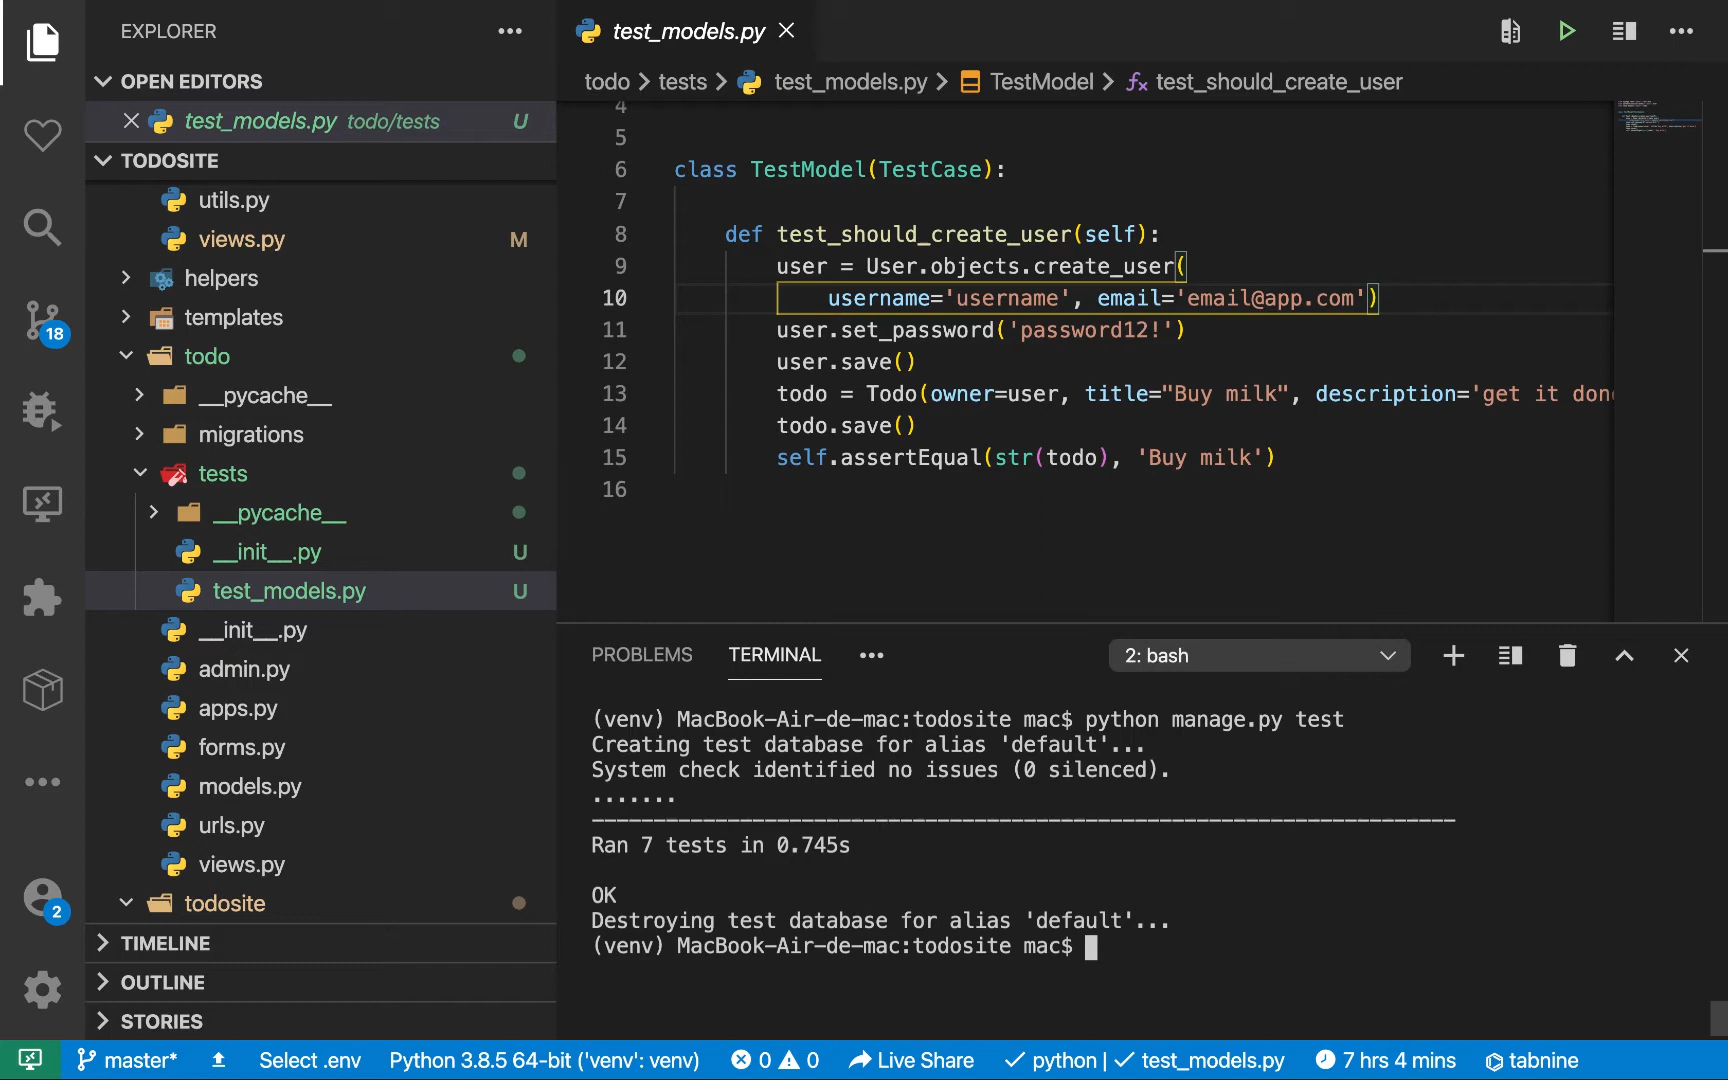 EXPLORER
OPEN EDITORS
test_models.py todo/tests U
TODOSITE
utils.py
views.py M
helpers
templates
todo
__pycache__
migrations
tests
__pycache__
__init__.py U
test_models.py U
__init__.py
admin.py
apps.py
forms.py
models.py
urls.py
views.py
todosite
TIMELINE
OUTLINE
STORIES
18
2
test_models.py
todo > tests > test_models.py > TestModel > test_should_create_user
4
5
6 class TestModel(TestCase):
7
8 def test_should_create_user(self):
9 user = User.objects.create_user(
10 username='username', email='email@app.com')
11 user.set_password('password12!')
12 user.save()
13 todo = Todo(owner=user, title="Buy milk", description='get it don
14 todo.save()
15 self.assertEqual(str(todo), 'Buy milk')
16
PROBLEMS TERMINAL 2: bash
(venv) MacBook-Air-de-mac:todosite mac$ python manage.py test
Creating test database for alias 'default'...
System check identified no issues (0 silenced).
.......
----------------------------------------------------------------------
Ran 7 tests in 0.745s
OK
Destroying test database for alias 'default'...
(venv) MacBook-Air-de-mac:todosite mac$
master* Select .env Python 3.8.5 64-bit ('venv': venv) 0 0 Live Share python | test_models.py 7 hrs 4 mins tabnine